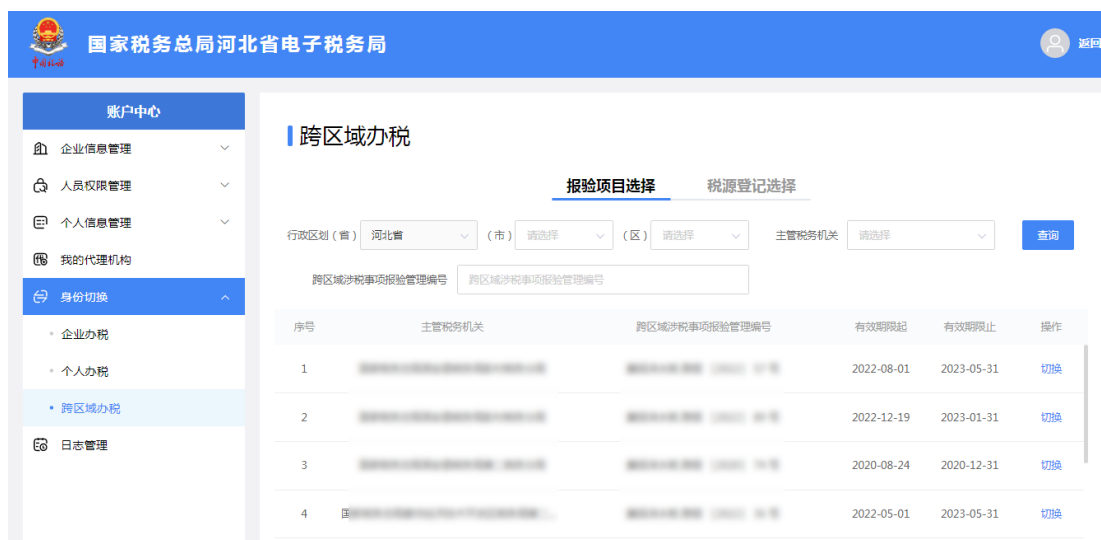 中国税务
国家税务总局河北省电子税务局
返回
账户中心
企业信息管理
人员权限管理
个人信息管理
我的代理机构
身份切换
企业办税
个人办税
跨区域办税
日志管理
跨区域办税
报验项目选择 税源登记选择
行政区划(省) 河北省 (市) 请选择 (区) 请选择 主管税务机关 请选择 查询
跨区域涉税事项报验管理编号 跨区域涉税事项报验管理编号
序号 主管税务机关 跨区域涉税事项报验管理编号 有效期限起 有效期限止 操作
1 2022-08-01 2023-05-31 切换
2 2022-12-19 2023-01-31 切换
3 2020-08-24 2020-12-31 切换
4 2022-05-01 2023-05-31 切换